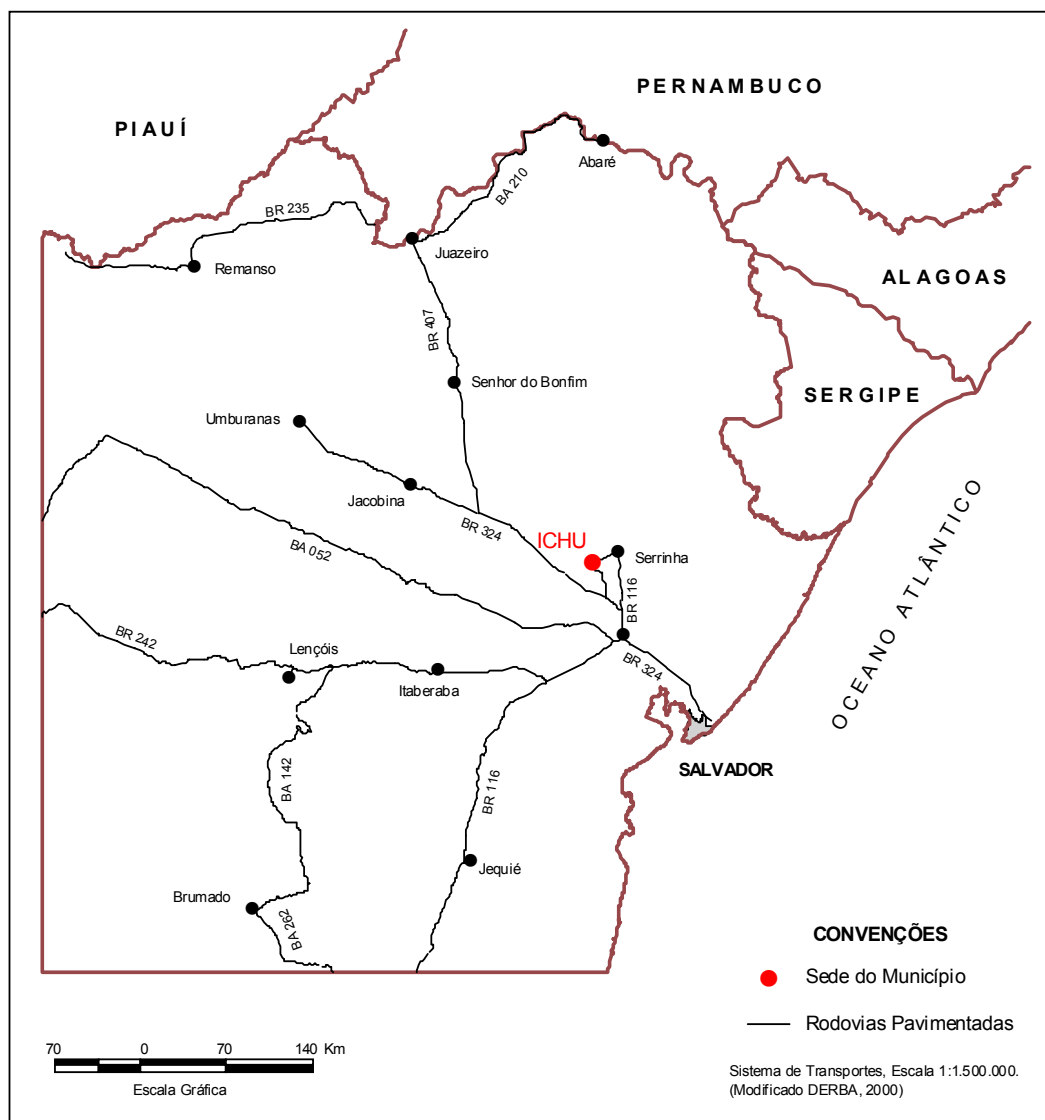 PERNAMBUCO
PIAUÍ
Abaré
BA 210
BR 235
Juazeiro
Remanso
ALAGOAS
BR 407
Senhor do Bonfim
SERGIPE
Umburanas
Jacobina
BR 324
OCEANO ATLÂNTICO
ICHU
Serrinha
BA 052
BR 116
BR 242
Lençóis
Itaberaba
BR 324
SALVADOR
BA 142
BR 116
Jequié
Brumado
BA 262
CONVENÇÕES
Sede do Município
Rodovias Pavimentadas
70 0 70 140 Km
Escala Gráfica
Sistema de Transportes, Escala 1:1.500.000.
(Modificado DERBA, 2000)